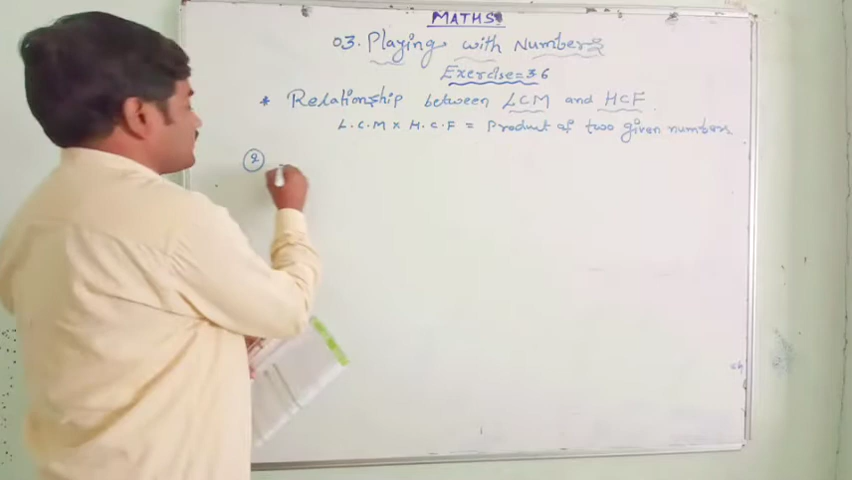 MATHS
03. Playing with Numbers
Exercise = 3 6
* Relationship between LCM and HCF
L.C.M x H.C.F = Product of two given numbers.
2